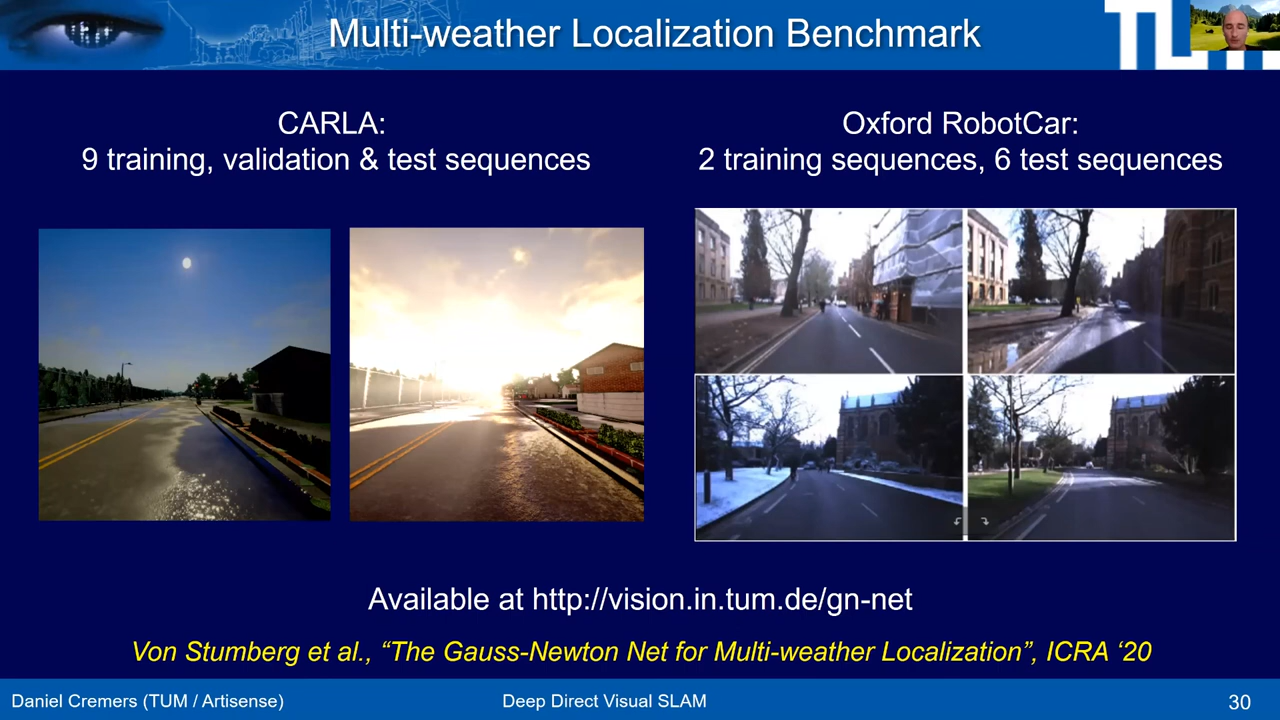 Multi-weather Localization Benchmark
CARLA:
9 training, validation & test sequences
Oxford RobotCar:
2 training sequences, 6 test sequences
Available at http://vision.in.tum.de/gn-net
Von Stumberg et al., “The Gauss-Newton Net for Multi-weather Localization”, ICRA ‘20
Daniel Cremers (TUM / Artisense)
Deep Direct Visual SLAM
30